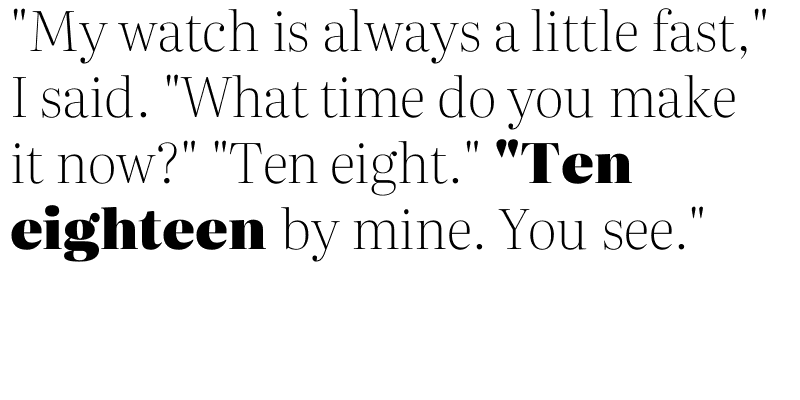 "My watch is always a little fast,"
I said. "What time do you make
it now?" "Ten eight." "Ten
eighteen by mine. You see."